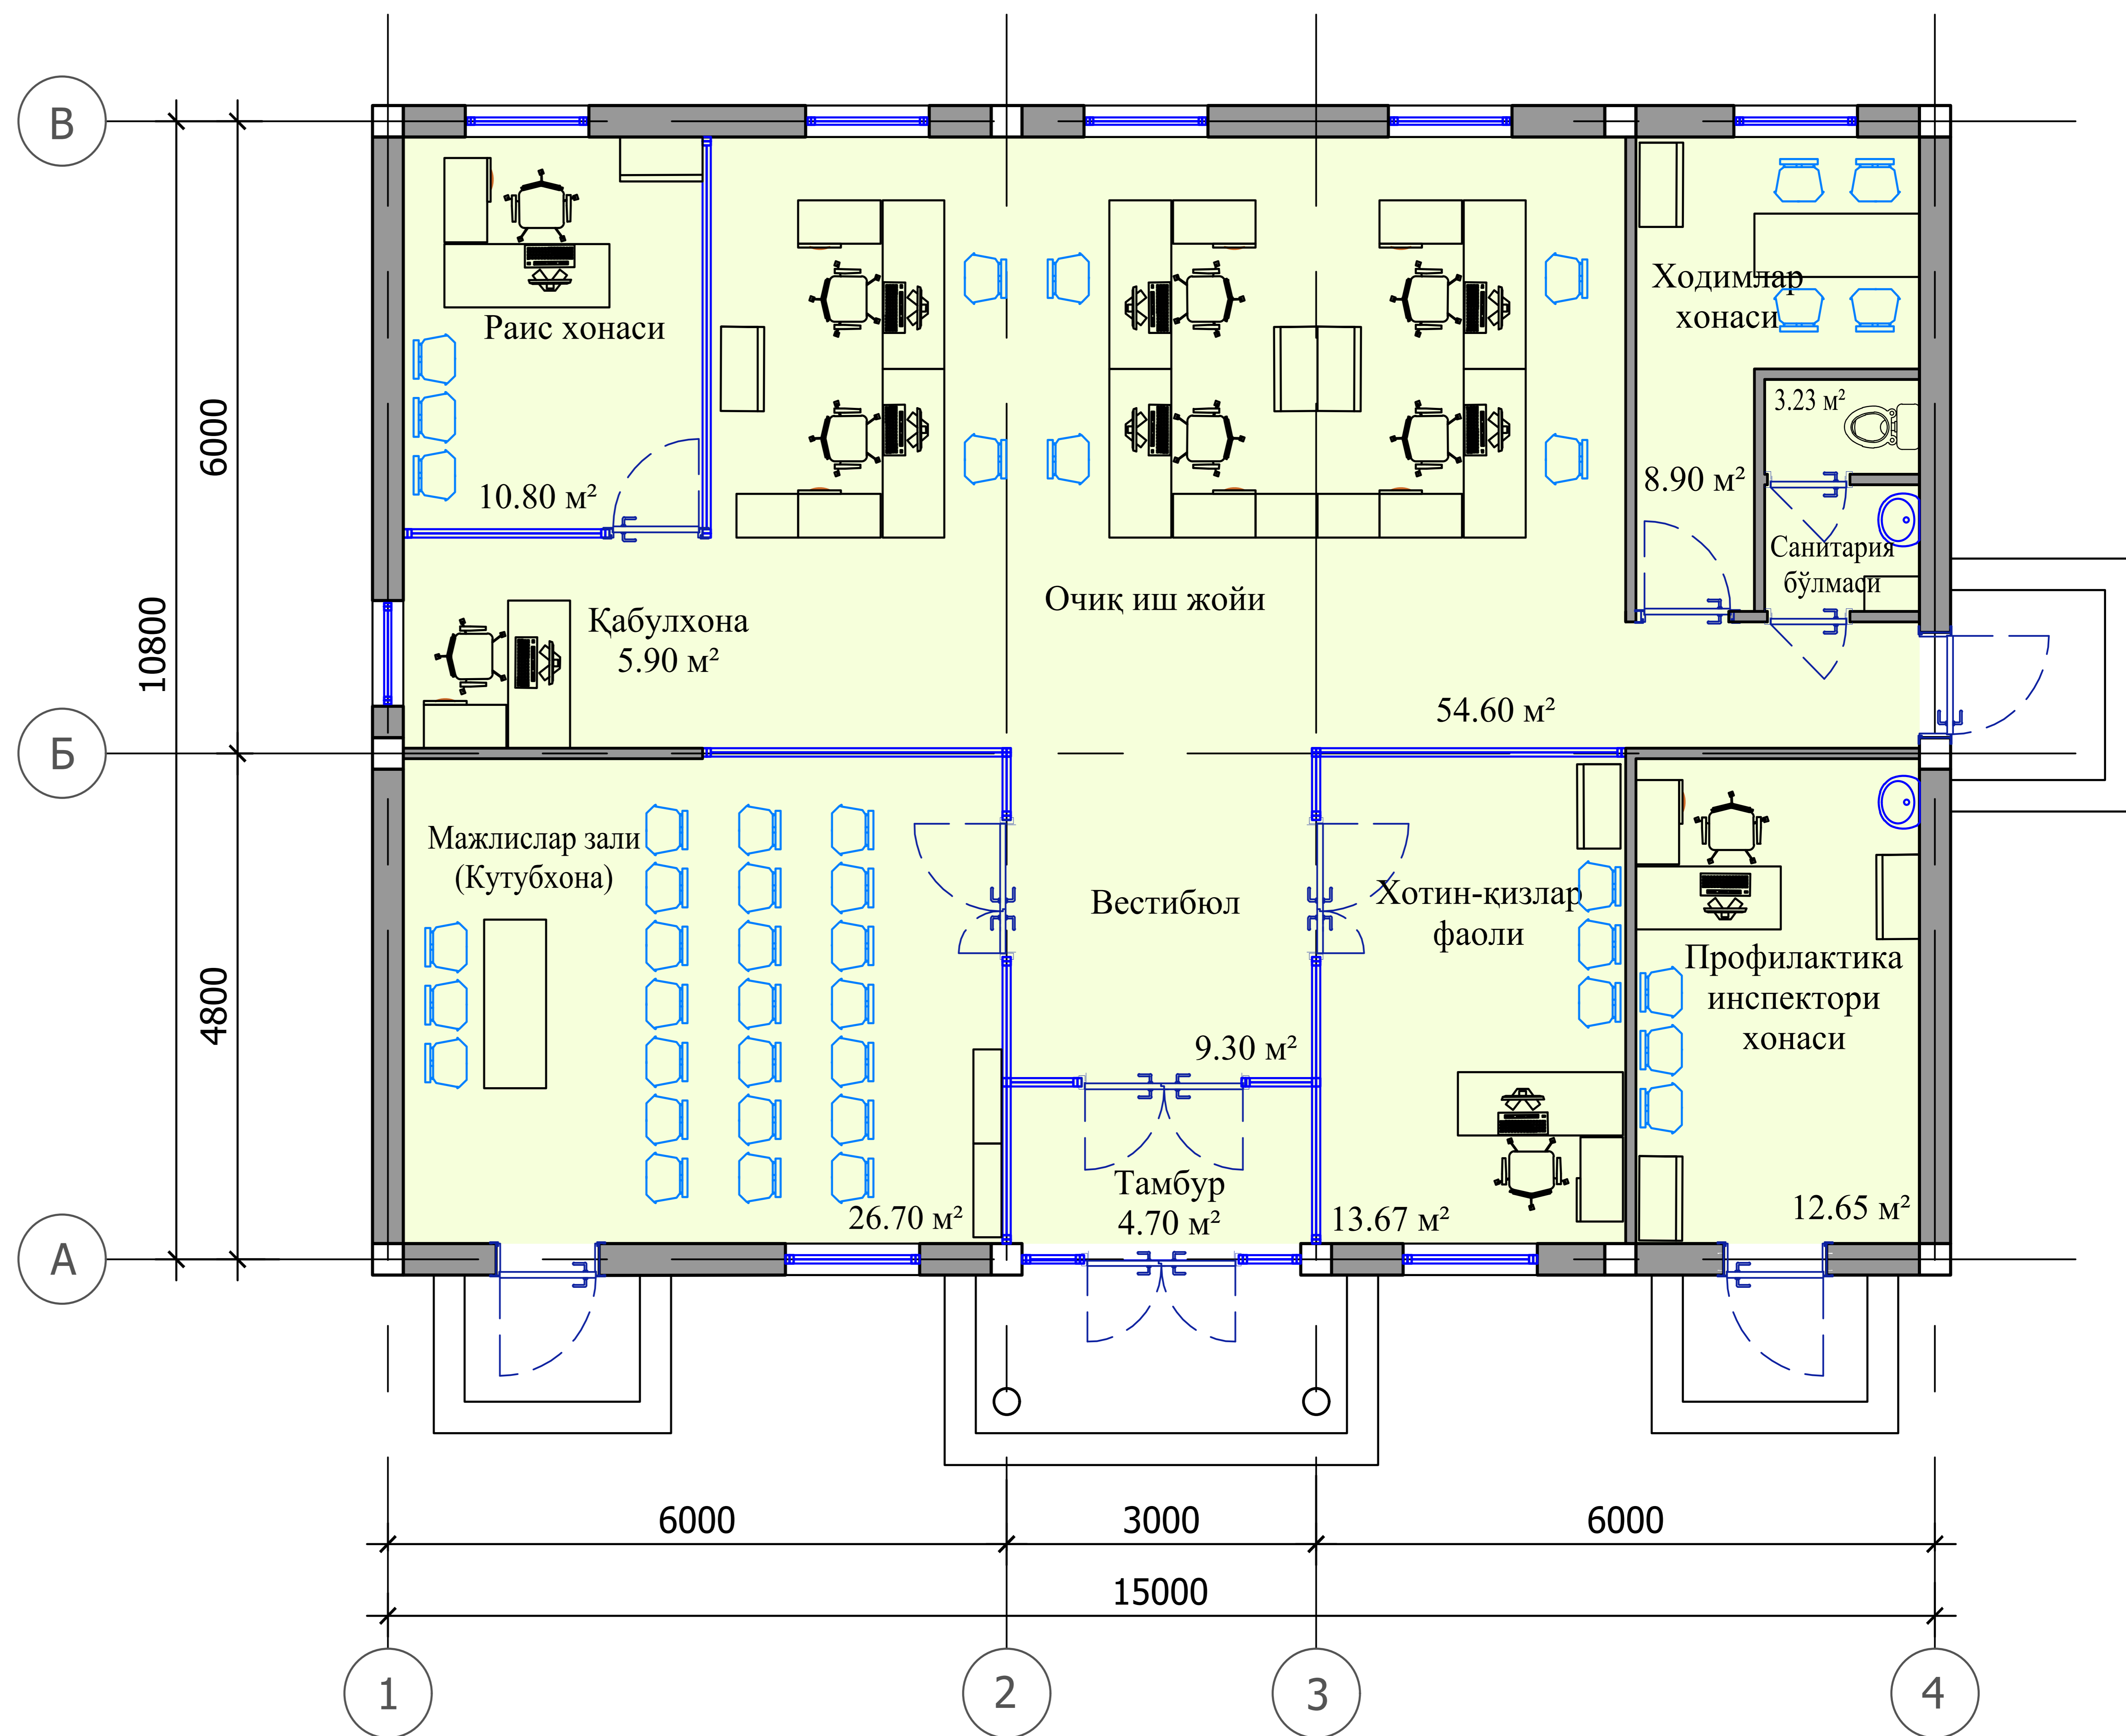 В
Раис хонаси
10.80 м²
Ходимлар
хонаси
3.23 м²
8.90 м²
Санитария
бўлмаси
6000
10800
Қабулхона
5.90 м²
Очиқ иш жойи
54.60 м²
Б
Мажлислар зали
(Кутубхона)
26.70 м²
Вестибюл
9.30 м²
Хотин-қизлар
фаоли
13.67 м²
Профилактика
инспектори
хонаси
12.65 м²
4800
Тамбур
4.70 м²
А
6000
3000
6000
15000
1
2
3
4